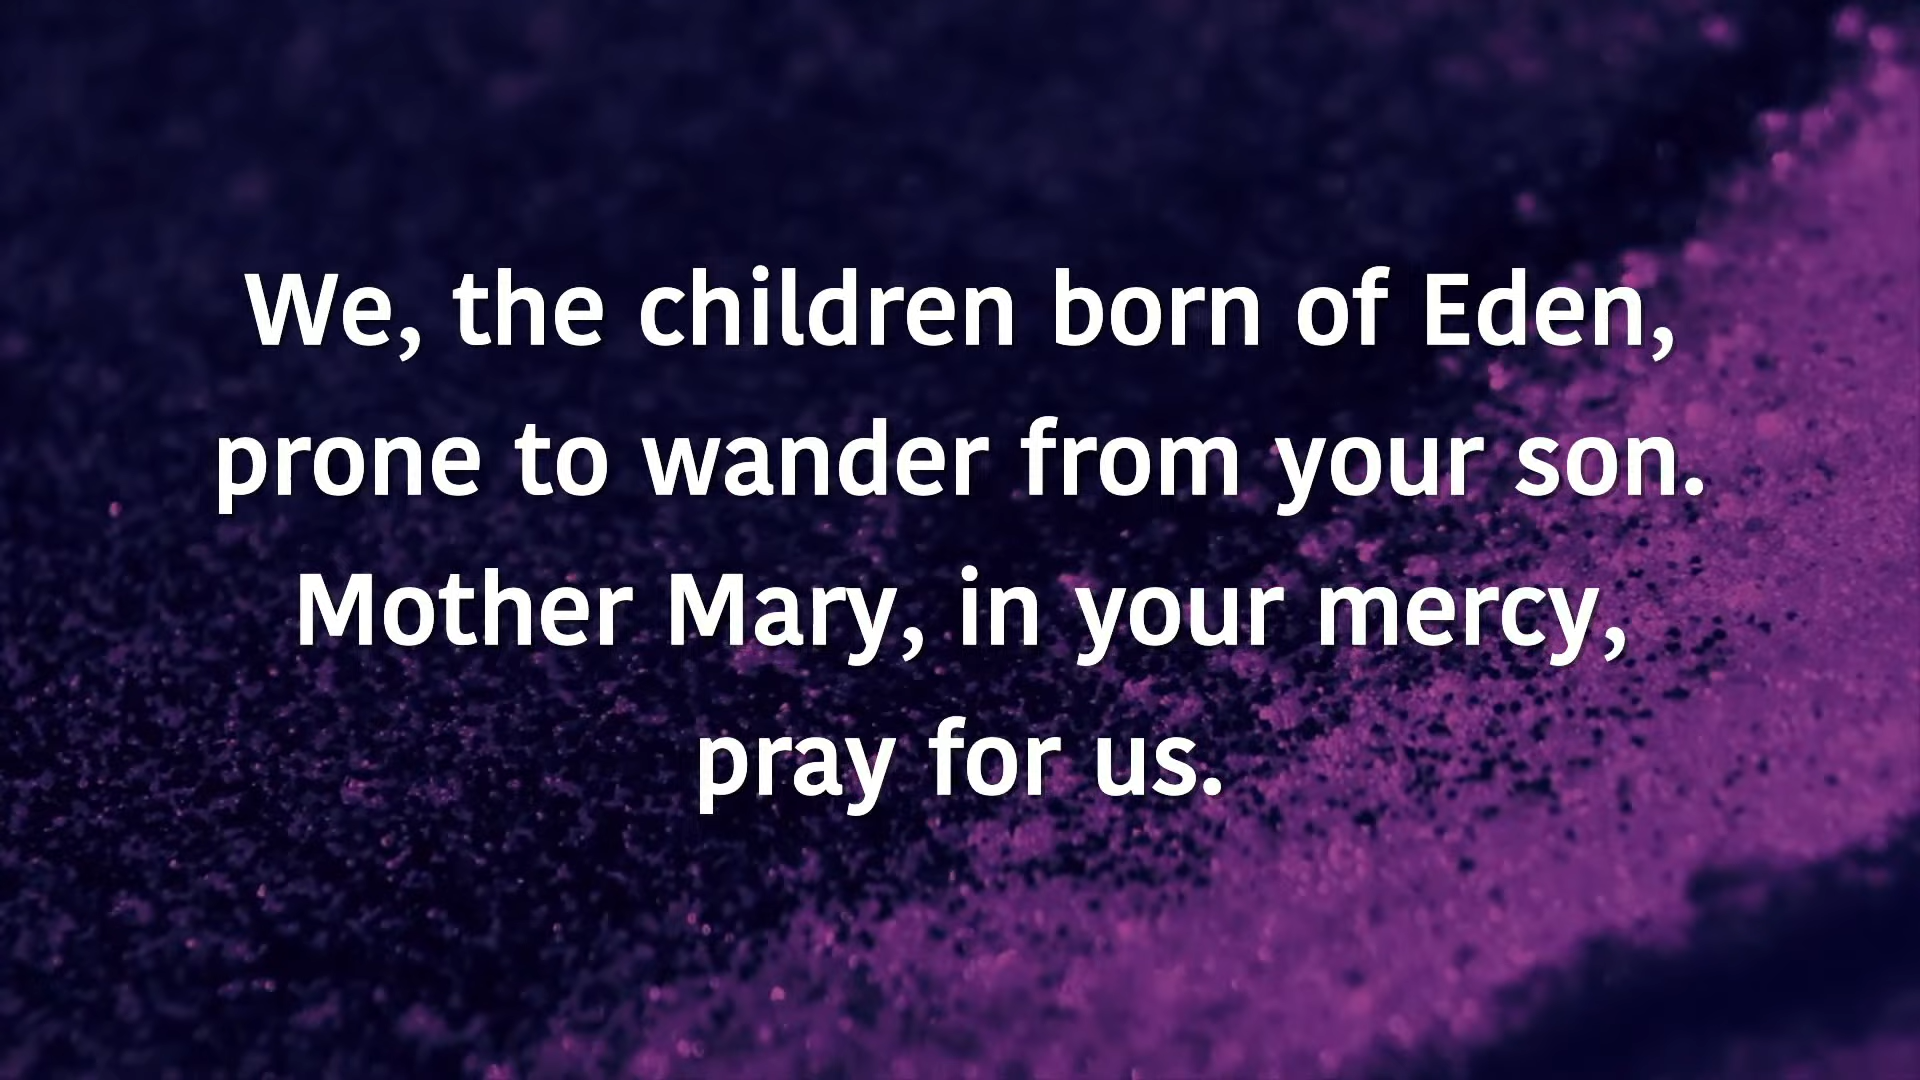 We, the children born of Eden,
prone to wander from your son.
Mother Mary, in your mercy,
pray for us.